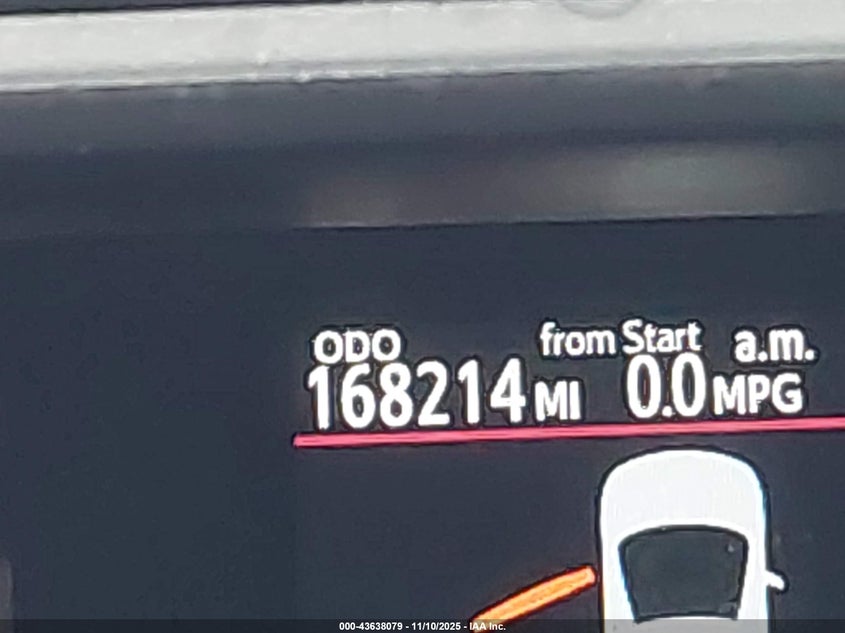 ODO from Start a.m.
168214 MI 0.0 MPG
000-43638079 - 11/10/2025 - IAA Inc.